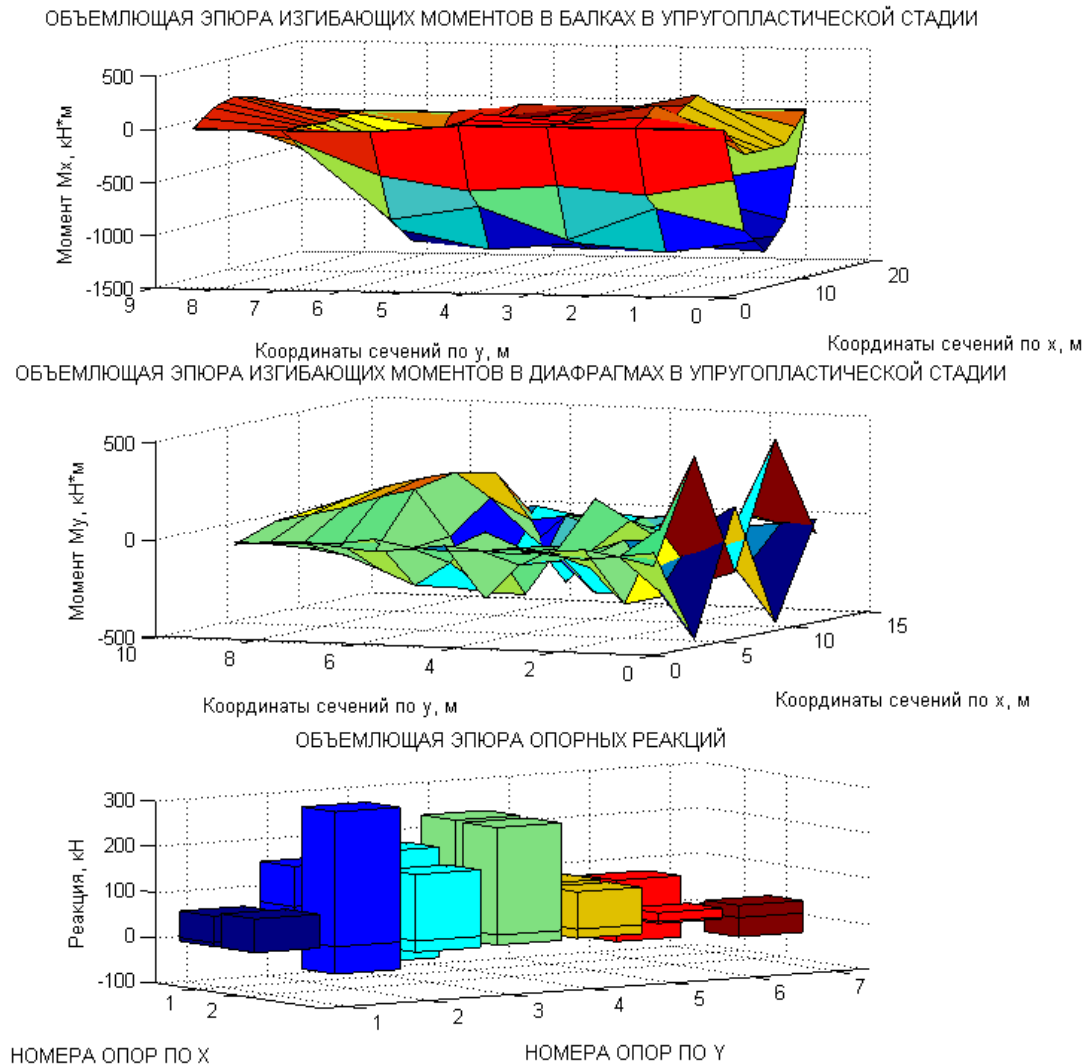 ОБЪЕМЛЮЩАЯ ЭПЮРА ИЗГИБАЮЩИХ МОМЕНТОВ В БАЛКАХ В УПРУГОПЛАСТИЧЕСКОЙ СТАДИИ
500
0
-500
-1000
-1500
Момент Mx, кН*м
9 8 7 6 5 4 3 2 1 0
0 10 20
Координаты сечений по y, м
Координаты сечений по x, м
ОБЪЕМЛЮЩАЯ ЭПЮРА ИЗГИБАЮЩИХ МОМЕНТОВ В ДИАФРАГМАХ В УПРУГОПЛАСТИЧЕСКОЙ СТАДИИ
500
0
-500
Момент My, кН*м
10 8 6 4 2 0
0 5 10 15
Координаты сечений по y, м
Координаты сечений по x, м
ОБЪЕМЛЮЩАЯ ЭПЮРА ОПОРНЫХ РЕАКЦИЙ
300
200
100
0
-100
Реакция, кН
1 2
1 2 3 4 5 6 7
НОМЕРА ОПОР ПО X
НОМЕРА ОПОР ПО Y